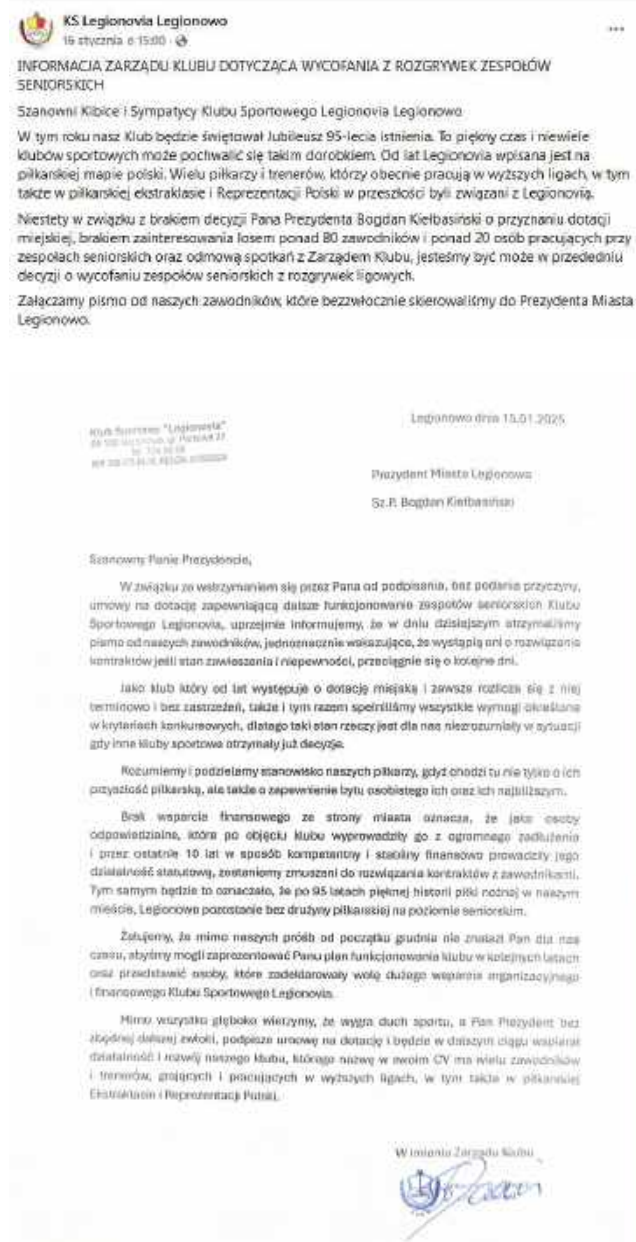 KS Legionovia Legionowo
16 stycznia o 15:00
INFORMACJA ZARZĄDU KLUBU DOTYCZĄCA WYCOFANIA Z ROZGRYWEK ZESPOŁÓW
SENIORSKICH
Szanowni Kibice i Sympatycy Klubu Sportowego Legionovia Legionowo
W tym roku nasz Klub będzie świętował Jubileusz 95-lecia istnienia. To piękny czas i niewiele
klubów sportowych może pochwalić się takim dorobkiem. Od lat Legionovia wpisana jest na
piłkarskiej mapie polski. Wielu piłkarzy i trenerów, którzy obecnie pracują w wyższych ligach, w tym
także w piłkarskiej ekstraklasie i Reprezentacji Polski w przeszłości byli związani z Legionovią.
Niestety w związku z brakiem decyzji Pana Prezydenta Bogdan Kiełbasiński o przyznaniu dotacji
miejskiej, brakiem zainteresowania losem ponad 80 zawodników i ponad 20 osób pracujących przy
zespołach seniorskich oraz odmową spotkań z Zarządem Klubu, jesteśmy być może w przededniu
decyzji o wycofaniu zespołów seniorskich z rozgrywek ligowych.
Załączamy pismo od naszych zawodników, które bezzwłocznie skierowaliśmy do Prezydenta Miasta
Legionowo.
Legionowo dnia 15.01.2025
Klub Sportowy "Legionovia"
Prezydent Miasta Legionowo
Sz.P. Bogdan Kiełbasiński
Szanowny Panie Prezydencie,
W związku ze wstrzymaniem się przez Pana od podpisania, bez podania przyczyny,
umowy na dotację zapewniającą dalsze funkcjonowanie zespołów seniorskich Klubu
Sportowego Legionovia, uprzejmie informujemy, że w dniu dzisiejszym otrzymaliśmy
pismo od naszych zawodników, jednoznacznie wskazujące, że wystąpią oni o rozwiązanie
kontraktów jeśli stan zawieszenia i niepewności, przeciągnie się o kolejne dni.
Jako klub który od lat występuje o dotację miejską i zawsze rozlicza się z niej
terminowo i bez zastrzeżeń, także i tym razem spełniliśmy wszystkie wymogi określone
w kryteriach konkursowych, dlatego taki stan rzeczy jest dla nas niezrozumiały w sytuacji
gdy inne kluby sportowe otrzymały już decyzje.
Rozumiemy i podzielamy stanowisko naszych piłkarzy, gdyż chodzi tu nie tylko o ich
przyszłość piłkarską, ale także o zapewnienie bytu osobistego ich oraz ich najbliższym.
Brak wsparcia finansowego ze strony miasta oznacza, że jako osoby
odpowiedzialne, które po objęciu klubu wyprowadziły go z ogromnego zadłużenia
i przez ostatnie 10 lat w sposób kompetentny i stabilny finansowo prowadziły jego
działalność statutową, zostaniemy zmuszeni do rozwiązania kontraktów z zawodnikami.
Tym samym będzie to oznaczało, że po 95 latach pięknej historii piłki nożnej w naszym
mieście, Legionowo pozostanie bez drużyny piłkarskiej na poziomie seniorskim.
Żałujemy, że mimo naszych próśb od początku grudnia nie znalazł Pan dla nas
czasu, abyśmy mogli zaprezentować Panu plan funkcjonowania klubu w kolejnych latach
oraz przedstawić osoby, które zadeklarowały wolę dużego wsparcia organizacyjnego
i finansowego Klubu Sportowego Legionovia.
Mimo wszystko głęboko wierzymy, że wygra duch sportu, a Pan Prezydent bez
zbędnej dalszej zwłoki, podpisze umowę na dotację i będzie w dalszym ciągu wspierał
działalność i rozwój naszego klubu, którego nazwę w swoim CV ma wielu zawodników
i trenerów, grających i pracujących w wyższych ligach, w tym także w piłkarskiej
Ekstraklasie i Reprezentacji Polski.
W imieniu Zarządu Klubu